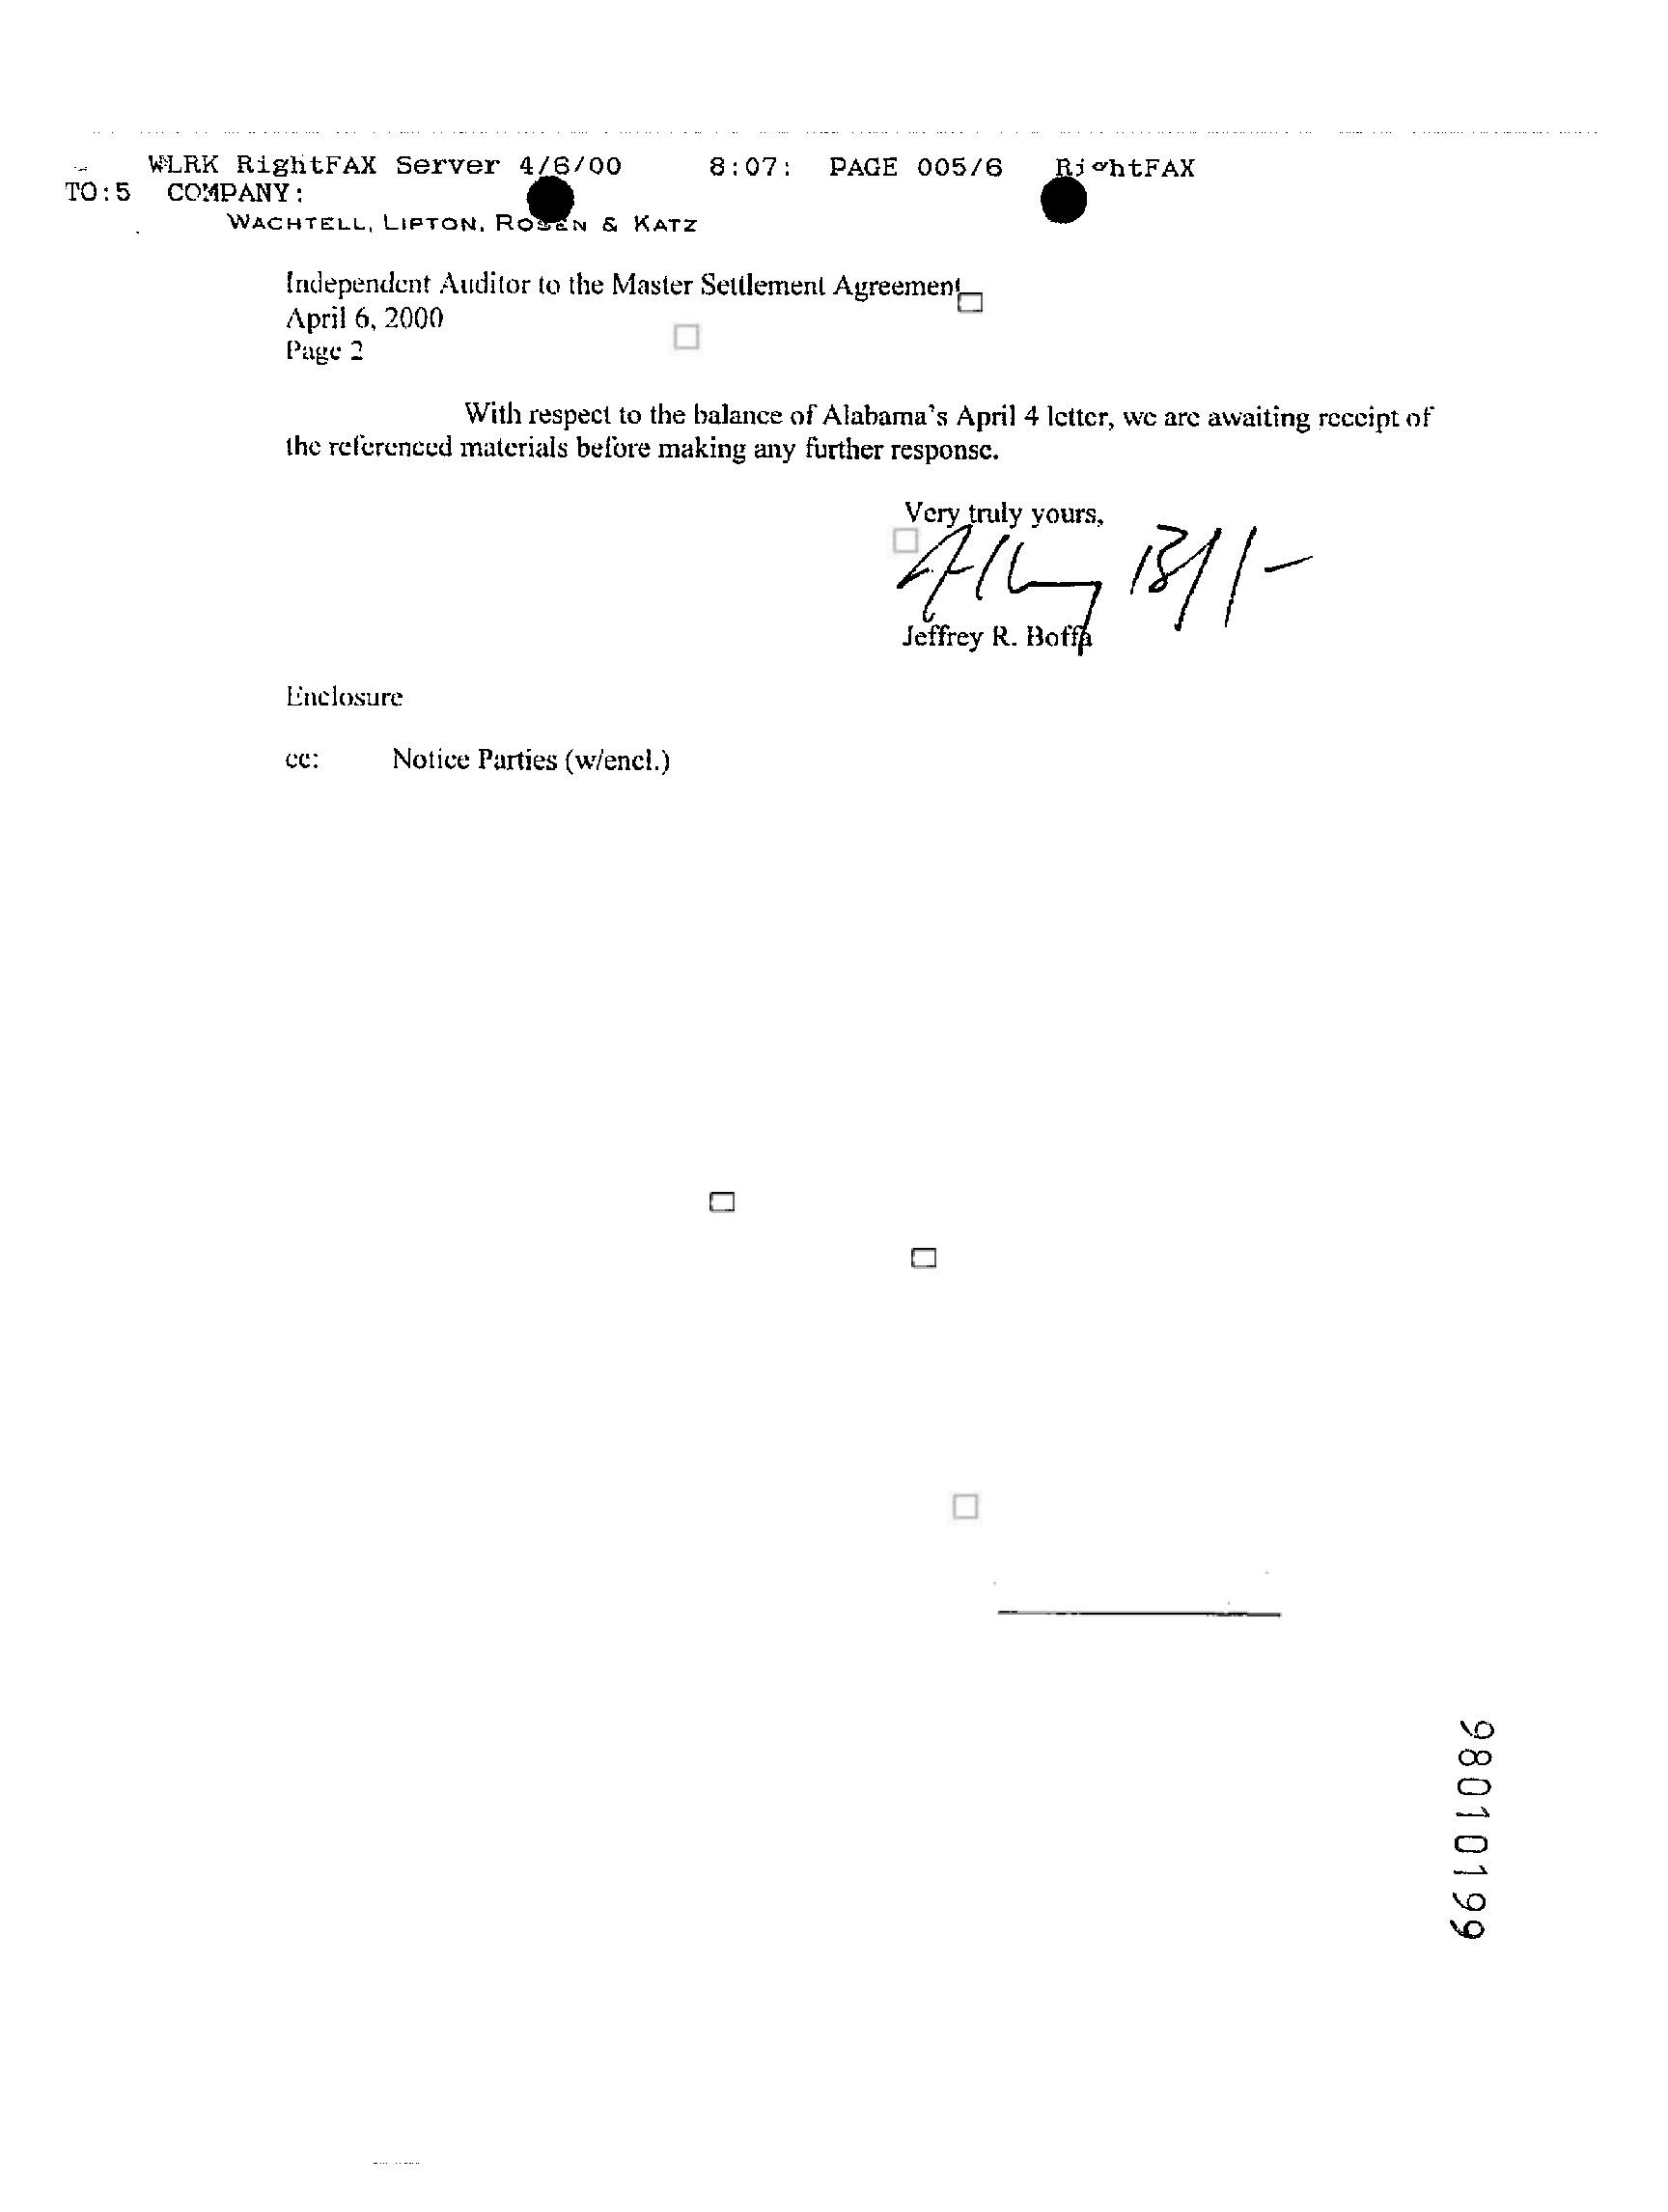 WLRK RightFAX Server 4/6/00 8:07: PAGE 005/6 RightFAX
TO:5 COMPANY:
WACHTELL, LIPTON, ROSEN & KATZ
Independent Auditor to the Master Settlement Agreement
April 6, 2000
Page 2
With respect to the balance of Alabama's April 4 letter, we are awaiting receipt of
the referenced materials before making any further response.
Very truly yours,
Jeffrey R. Boffa
Enclosure
cc: Notice Parties (w/encl.)
98010199